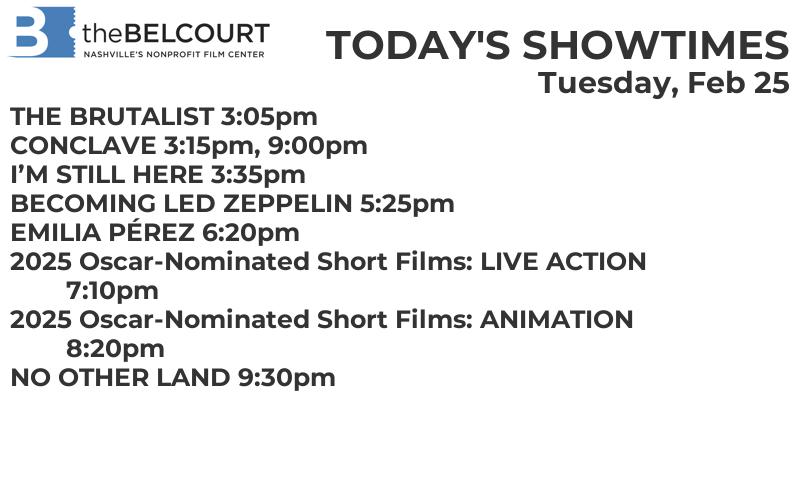 B theBELCOURT
NASHVILLE'S NONPROFIT FILM CENTER
TODAY'S SHOWTIMES
Tuesday, Feb 25
THE BRUTALIST 3:05pm
CONCLAVE 3:15pm, 9:00pm
I’M STILL HERE 3:35pm
BECOMING LED ZEPPELIN 5:25pm
EMILIA PÉREZ 6:20pm
2025 Oscar-Nominated Short Films: LIVE ACTION
7:10pm
2025 Oscar-Nominated Short Films: ANIMATION
8:20pm
NO OTHER LAND 9:30pm